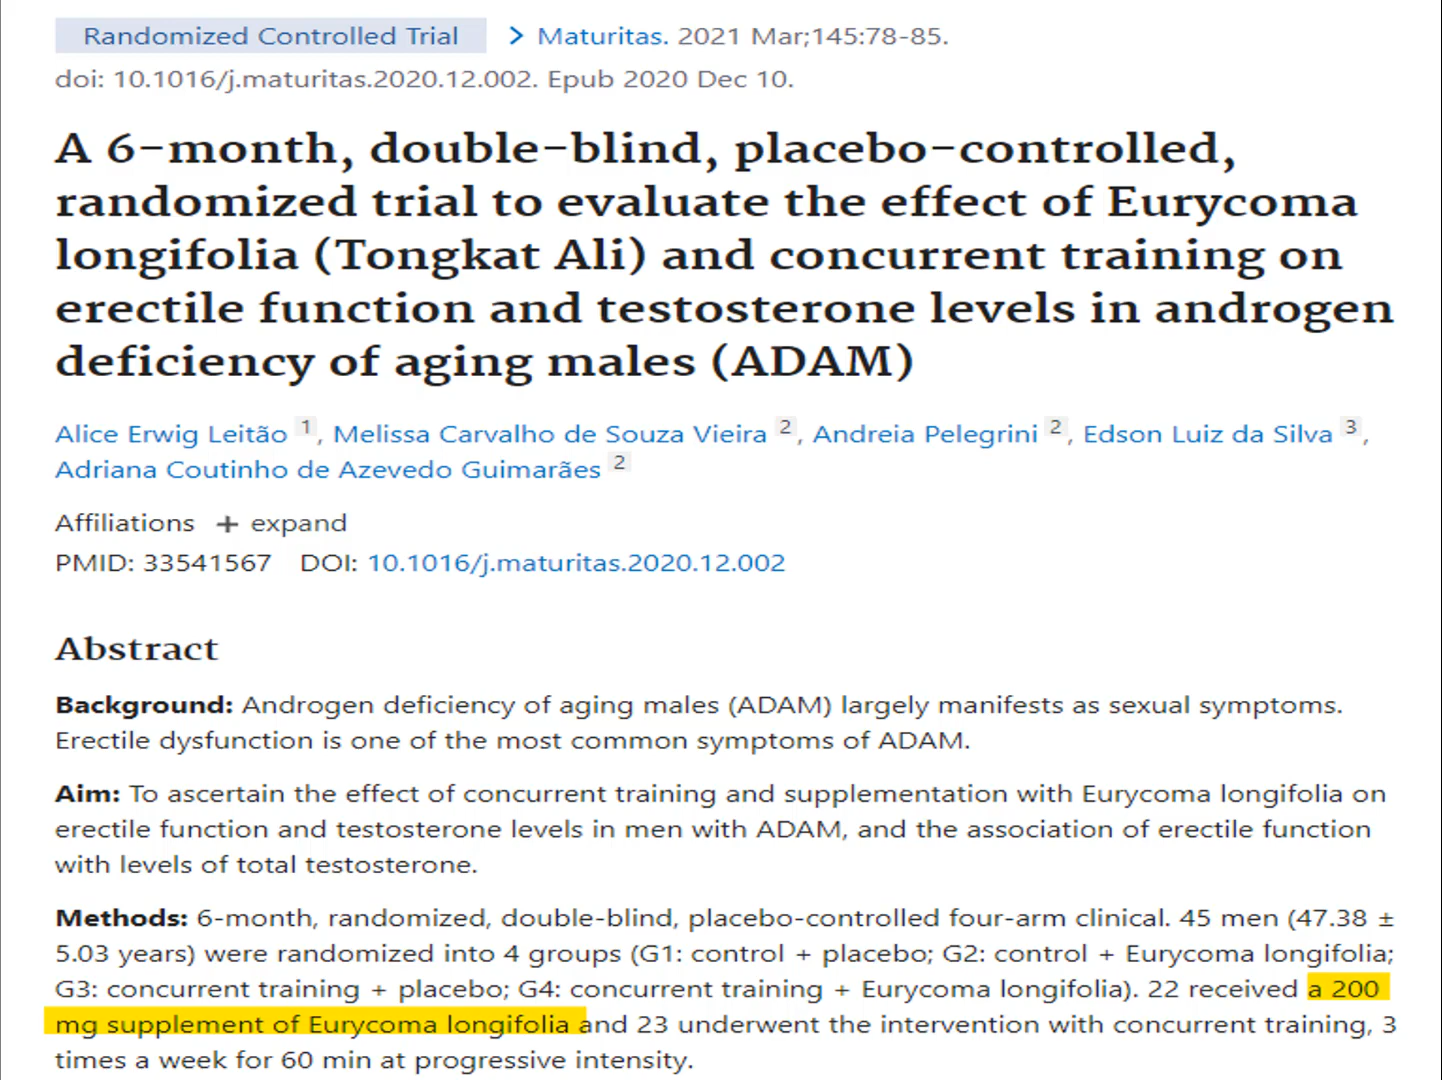 Randomized Controlled Trial > Maturitas. 2021 Mar;145:78-85.
doi: 10.1016/j.maturitas.2020.12.002. Epub 2020 Dec 10.
A 6-month, double-blind, placebo-controlled,
randomized trial to evaluate the effect of Eurycoma
longifolia (Tongkat Ali) and concurrent training on
erectile function and testosterone levels in androgen
deficiency of aging males (ADAM)
Alice Erwig Leitão 1, Melissa Carvalho de Souza Vieira 2, Andreia Pelegrini 2, Edson Luiz da Silva 3,
Adriana Coutinho de Azevedo Guimarães 2
Affiliations + expand
PMID: 33541567 DOI: 10.1016/j.maturitas.2020.12.002
Abstract
Background: Androgen deficiency of aging males (ADAM) largely manifests as sexual symptoms.
Erectile dysfunction is one of the most common symptoms of ADAM.
Aim: To ascertain the effect of concurrent training and supplementation with Eurycoma longifolia on
erectile function and testosterone levels in men with ADAM, and the association of erectile function
with levels of total testosterone.
Methods: 6-month, randomized, double-blind, placebo-controlled four-arm clinical. 45 men (47.38 ±
5.03 years) were randomized into 4 groups (G1: control + placebo; G2: control + Eurycoma longifolia;
G3: concurrent training + placebo; G4: concurrent training + Eurycoma longifolia). 22 received a 200
mg supplement of Eurycoma longifolia and 23 underwent the intervention with concurrent training, 3
times a week for 60 min at progressive intensity.